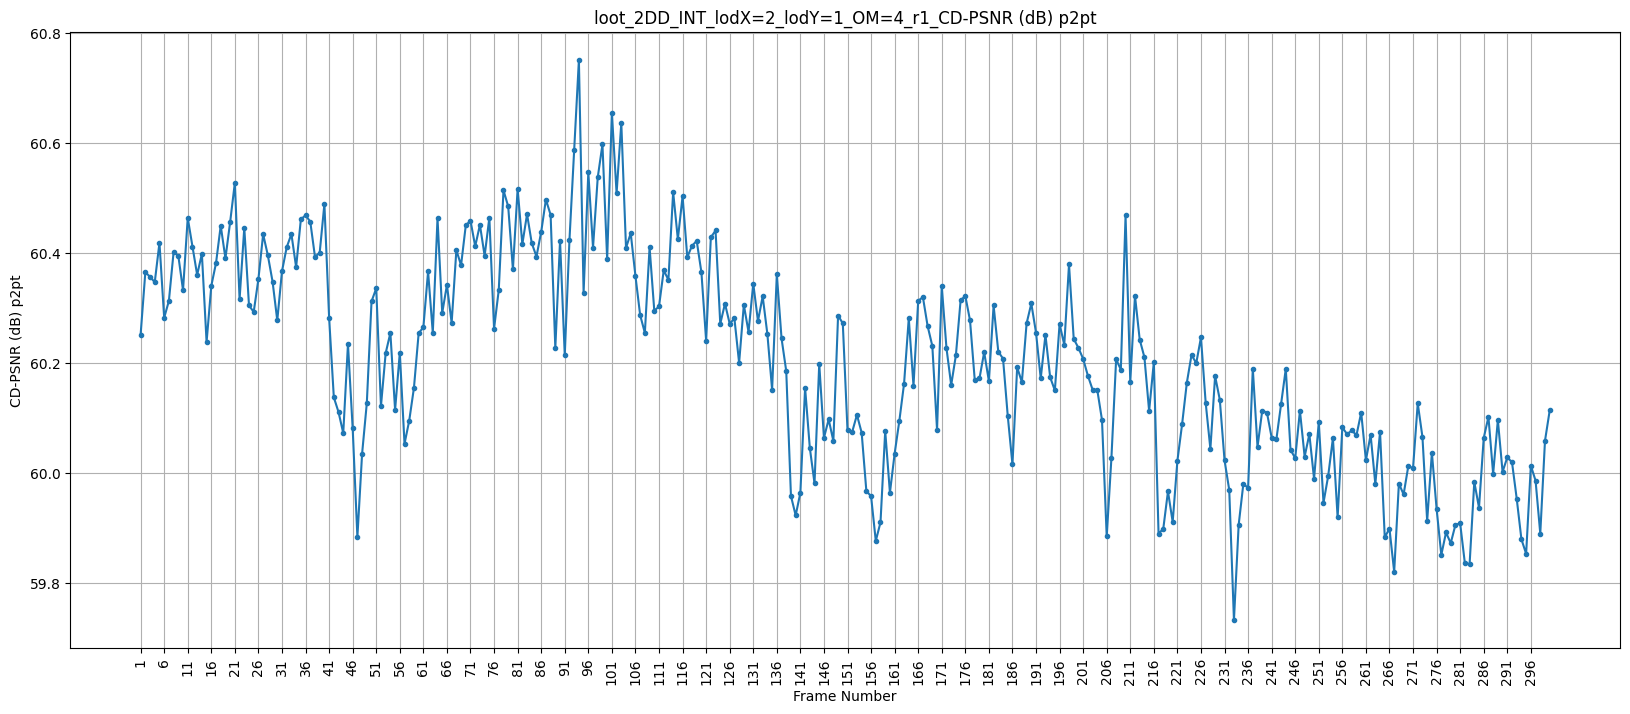 loot_2DD_INT_lodX=2_lodY=1_OM=4_r1_CD-PSNR (dB) p2pt
CD-PSNR (dB) p2pt
60.8
60.6
60.4
60.2
60.0
59.8
1 6 11 16 21 26 31 36 41 46 51 56 61 66 71 76 81 86 91 96 101 106 111 116 121 126 131 136 141 146 151 156 161 166 171 176 181 186 191 196 201 206 211 216 221 226 231 236 241 246 251 256 261 266 271 276 281 286 291 296
Frame Number